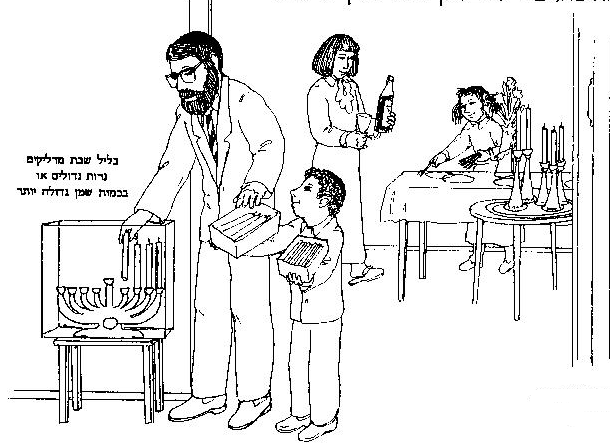 בליל שבת מדליקים
נרות גדולים או
בכמות שמן גדולה יותר